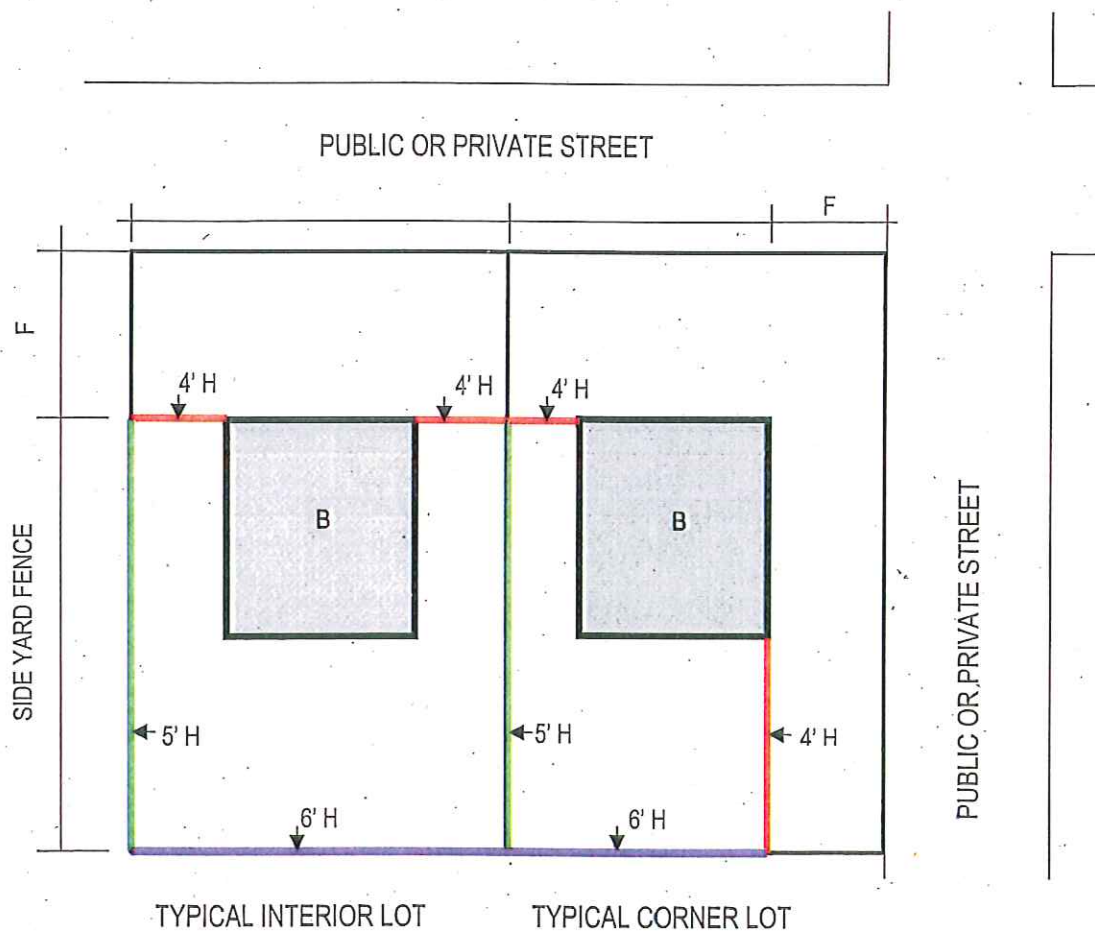 PUBLIC OR PRIVATE STREET
F
F
4' H
4' H
4' H
B
B
SIDE YARD FENCE
PUBLIC OR PRIVATE STREET
5' H
5' H
4' H
6' H
6' H
TYPICAL INTERIOR LOT
TYPICAL CORNER LOT